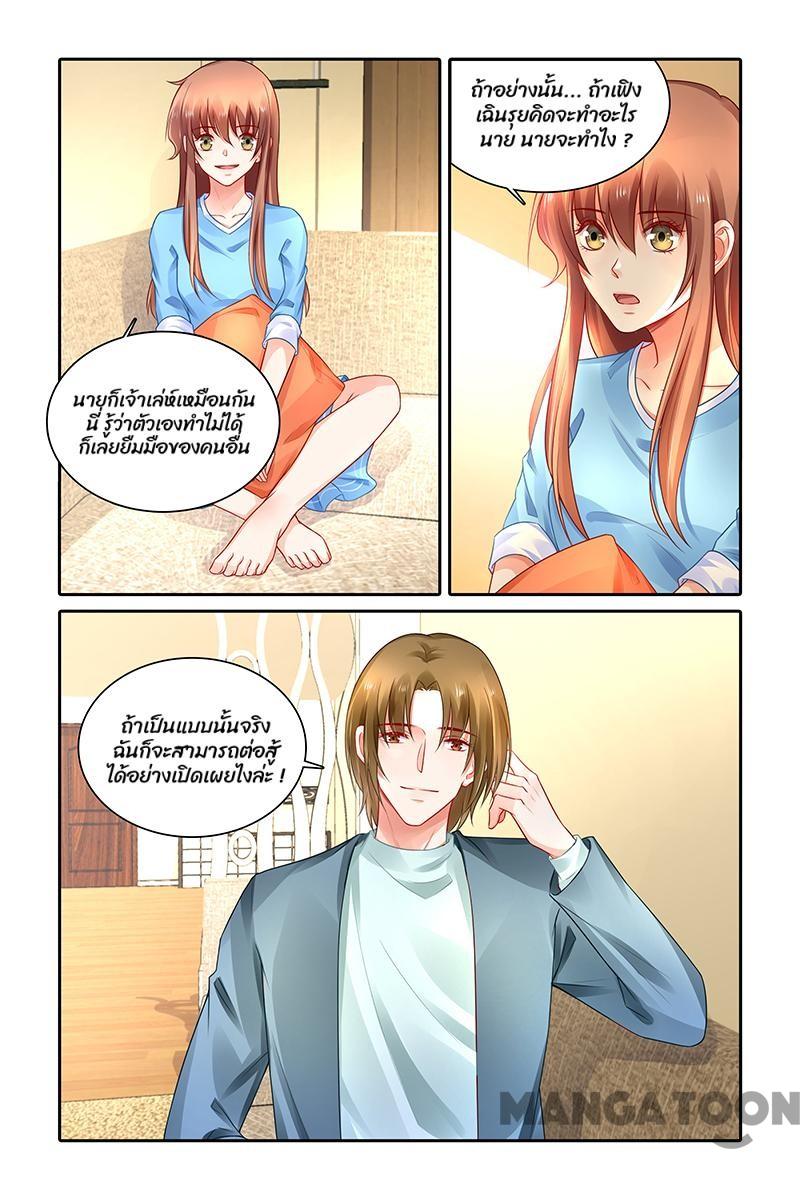 นายก็เจ้าเล่ห์เหมือนกัน
นี่ รู้ว่าตัวเองทำไม่ได้
ก็เลยยืมมือของคนอื่น
ถ้าอย่างนั้น... ถ้าเฟิง
เฉินรุยคิดจะทำอะไร
นาย นายจะทำไง ?
ถ้าเป็นแบบนั้นจริง
ฉันก็จะสามารถต่อสู้
ได้อย่างเปิดเผยไงล่ะ !
MANGATOON